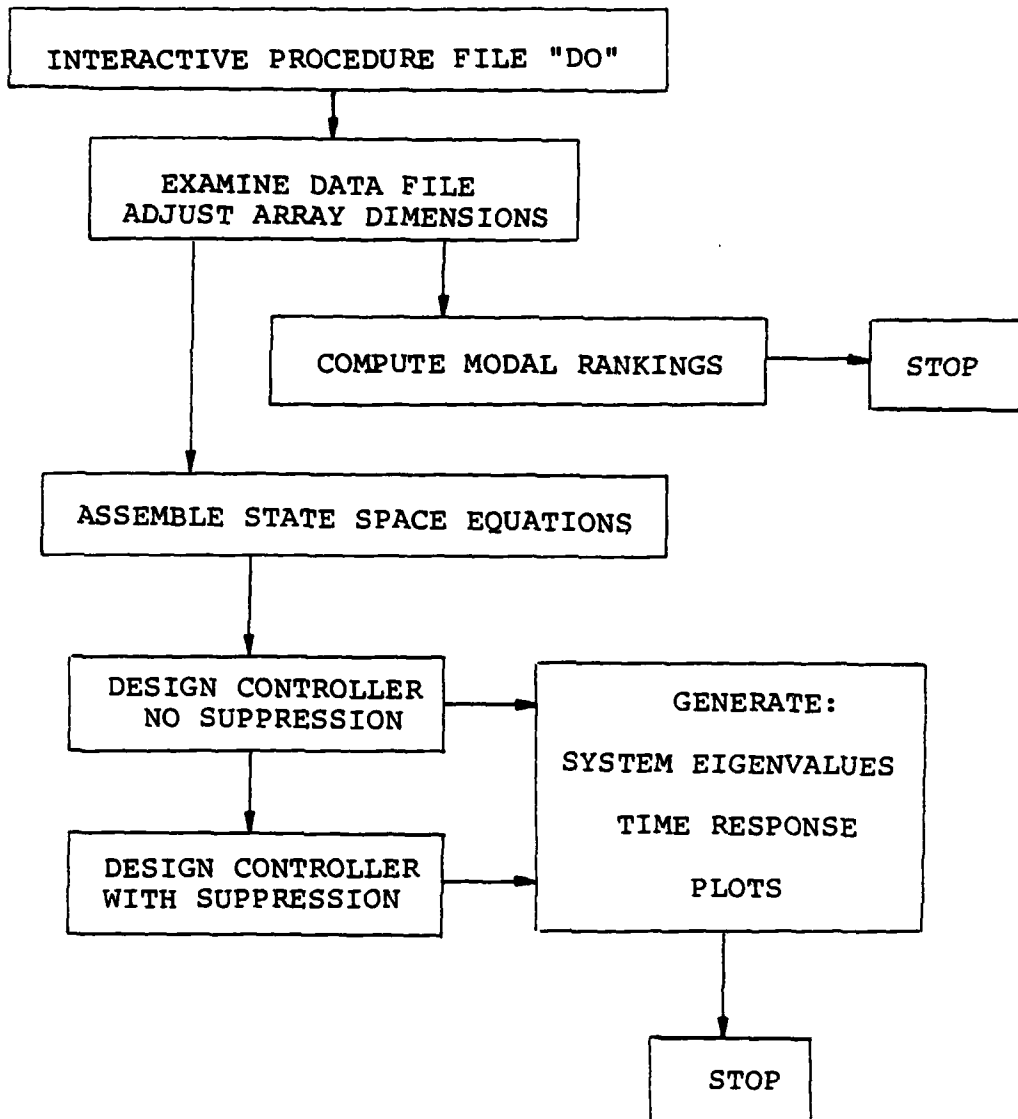 INTERACTIVE PROCEDURE FILE "DO"
EXAMINE DATA FILE
ADJUST ARRAY DIMENSIONS
COMPUTE MODAL RANKINGS
STOP
ASSEMBLE STATE SPACE EQUATIONS
DESIGN CONTROLLER
NO SUPPRESSION
GENERATE:
SYSTEM EIGENVALUES
TIME RESPONSE
PLOTS
DESIGN CONTROLLER
WITH SUPPRESSION
STOP